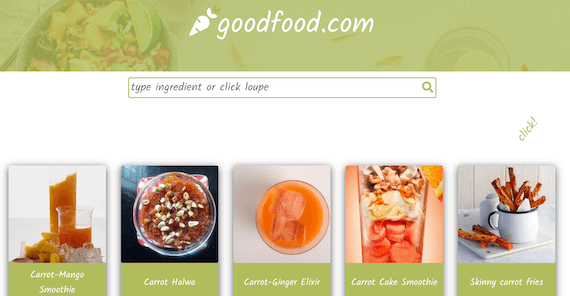 goodfood.com
type ingredient or click loupe
click!
Carrot-Mango
Smoothie
Carrot Halwa
Carrot-Ginger Elixir
Carrot Cake Smoothie
Skinny carrot fries